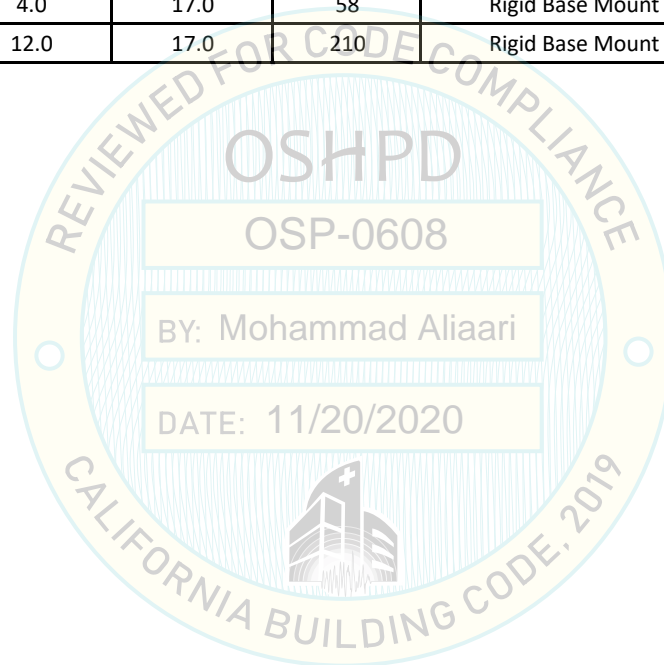 4.0 17.0 58 Rigid Base Mount
12.0 17.0 210 Rigid Base Mount
REVIEWED FOR CODE COMPLIANCE
OSHPD
OSP-0608
BY: Mohammad Aliaari
DATE: 11/20/2020
CALIFORNIA BUILDING CODE, 2019